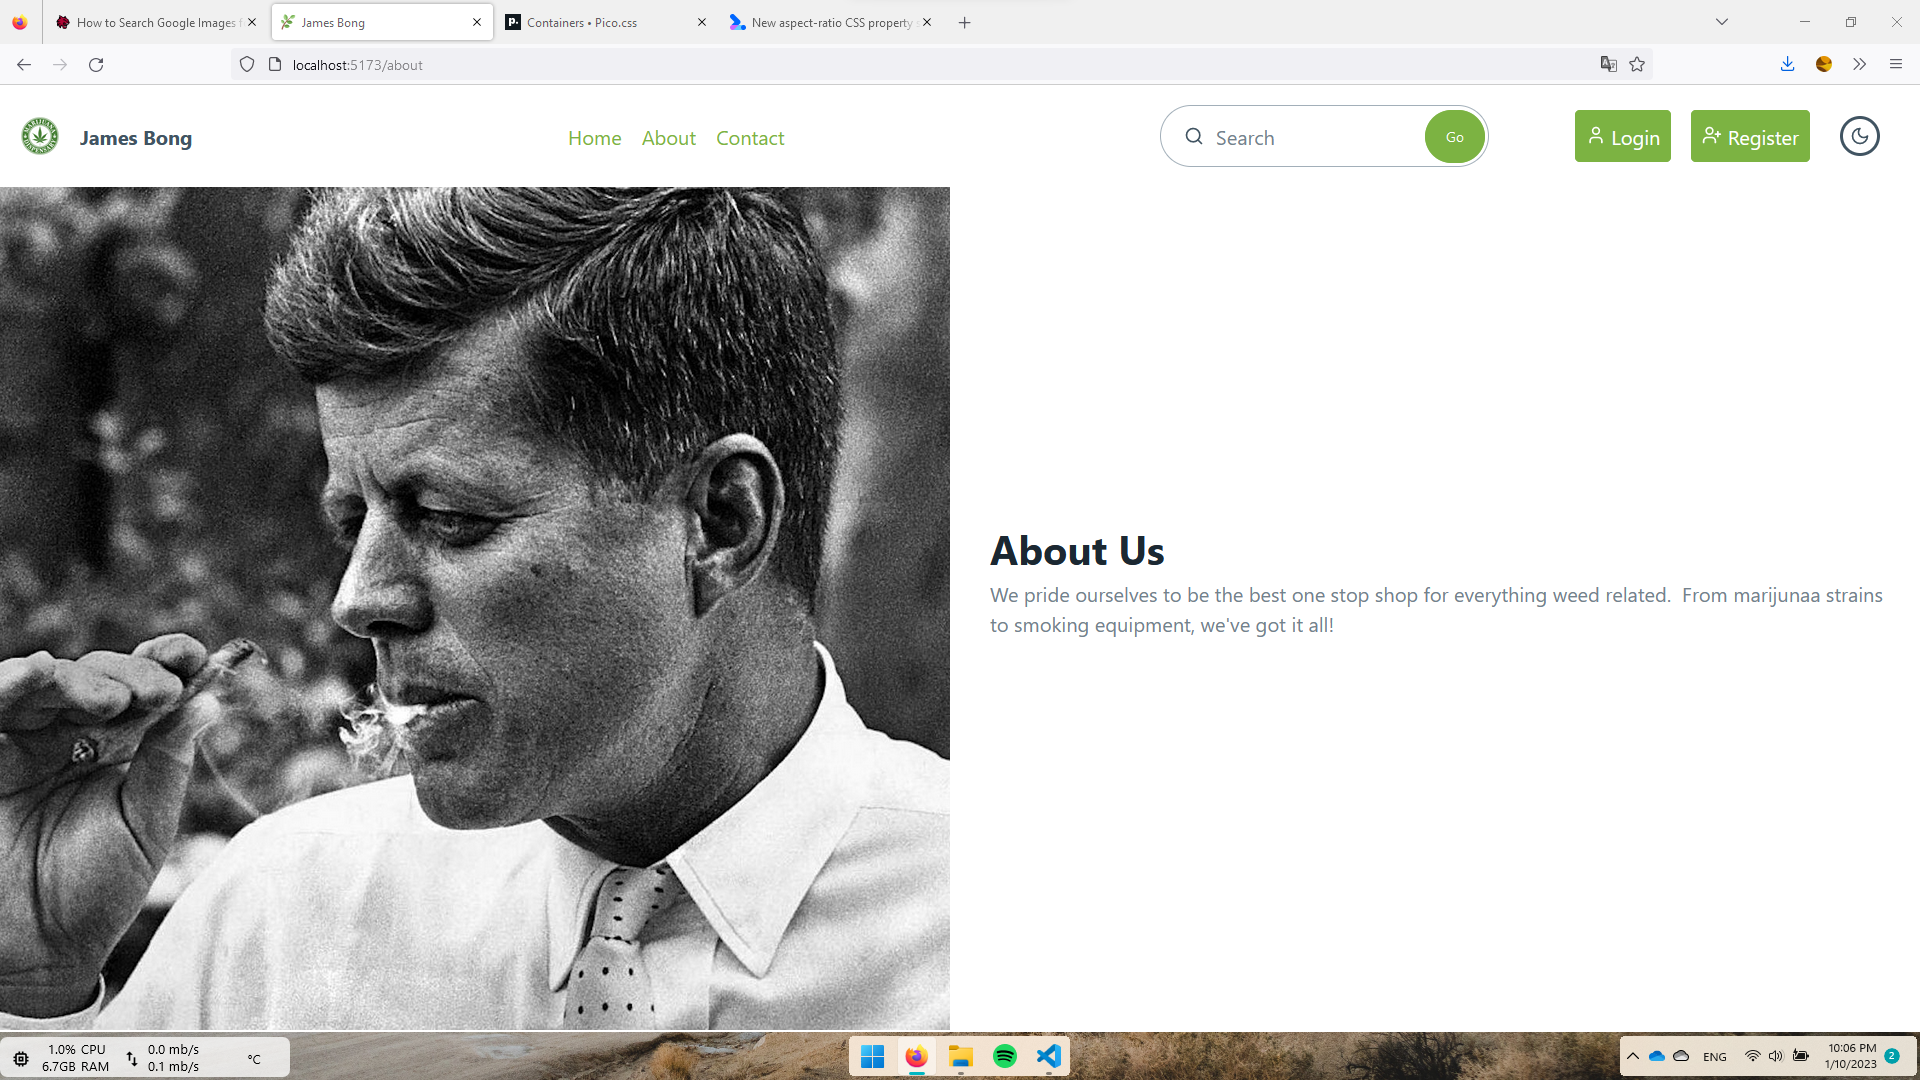 How to Search Google Images f
James Bong
Containers • Pico.css
New aspect-ratio CSS property s
localhost:5173/about
MARIJUANA
DISPENSARY
James Bong
Home
About
Contact
Search
Go
Login
Register
About Us
We pride ourselves to be the best one stop shop for everything weed related. From marijunaa strains
to smoking equipment, we've got it all!
1.0% CPU
6.7GB RAM
0.0 mb/s
0.1 mb/s
°C
ENG
10:06 PM
1/10/2023
2